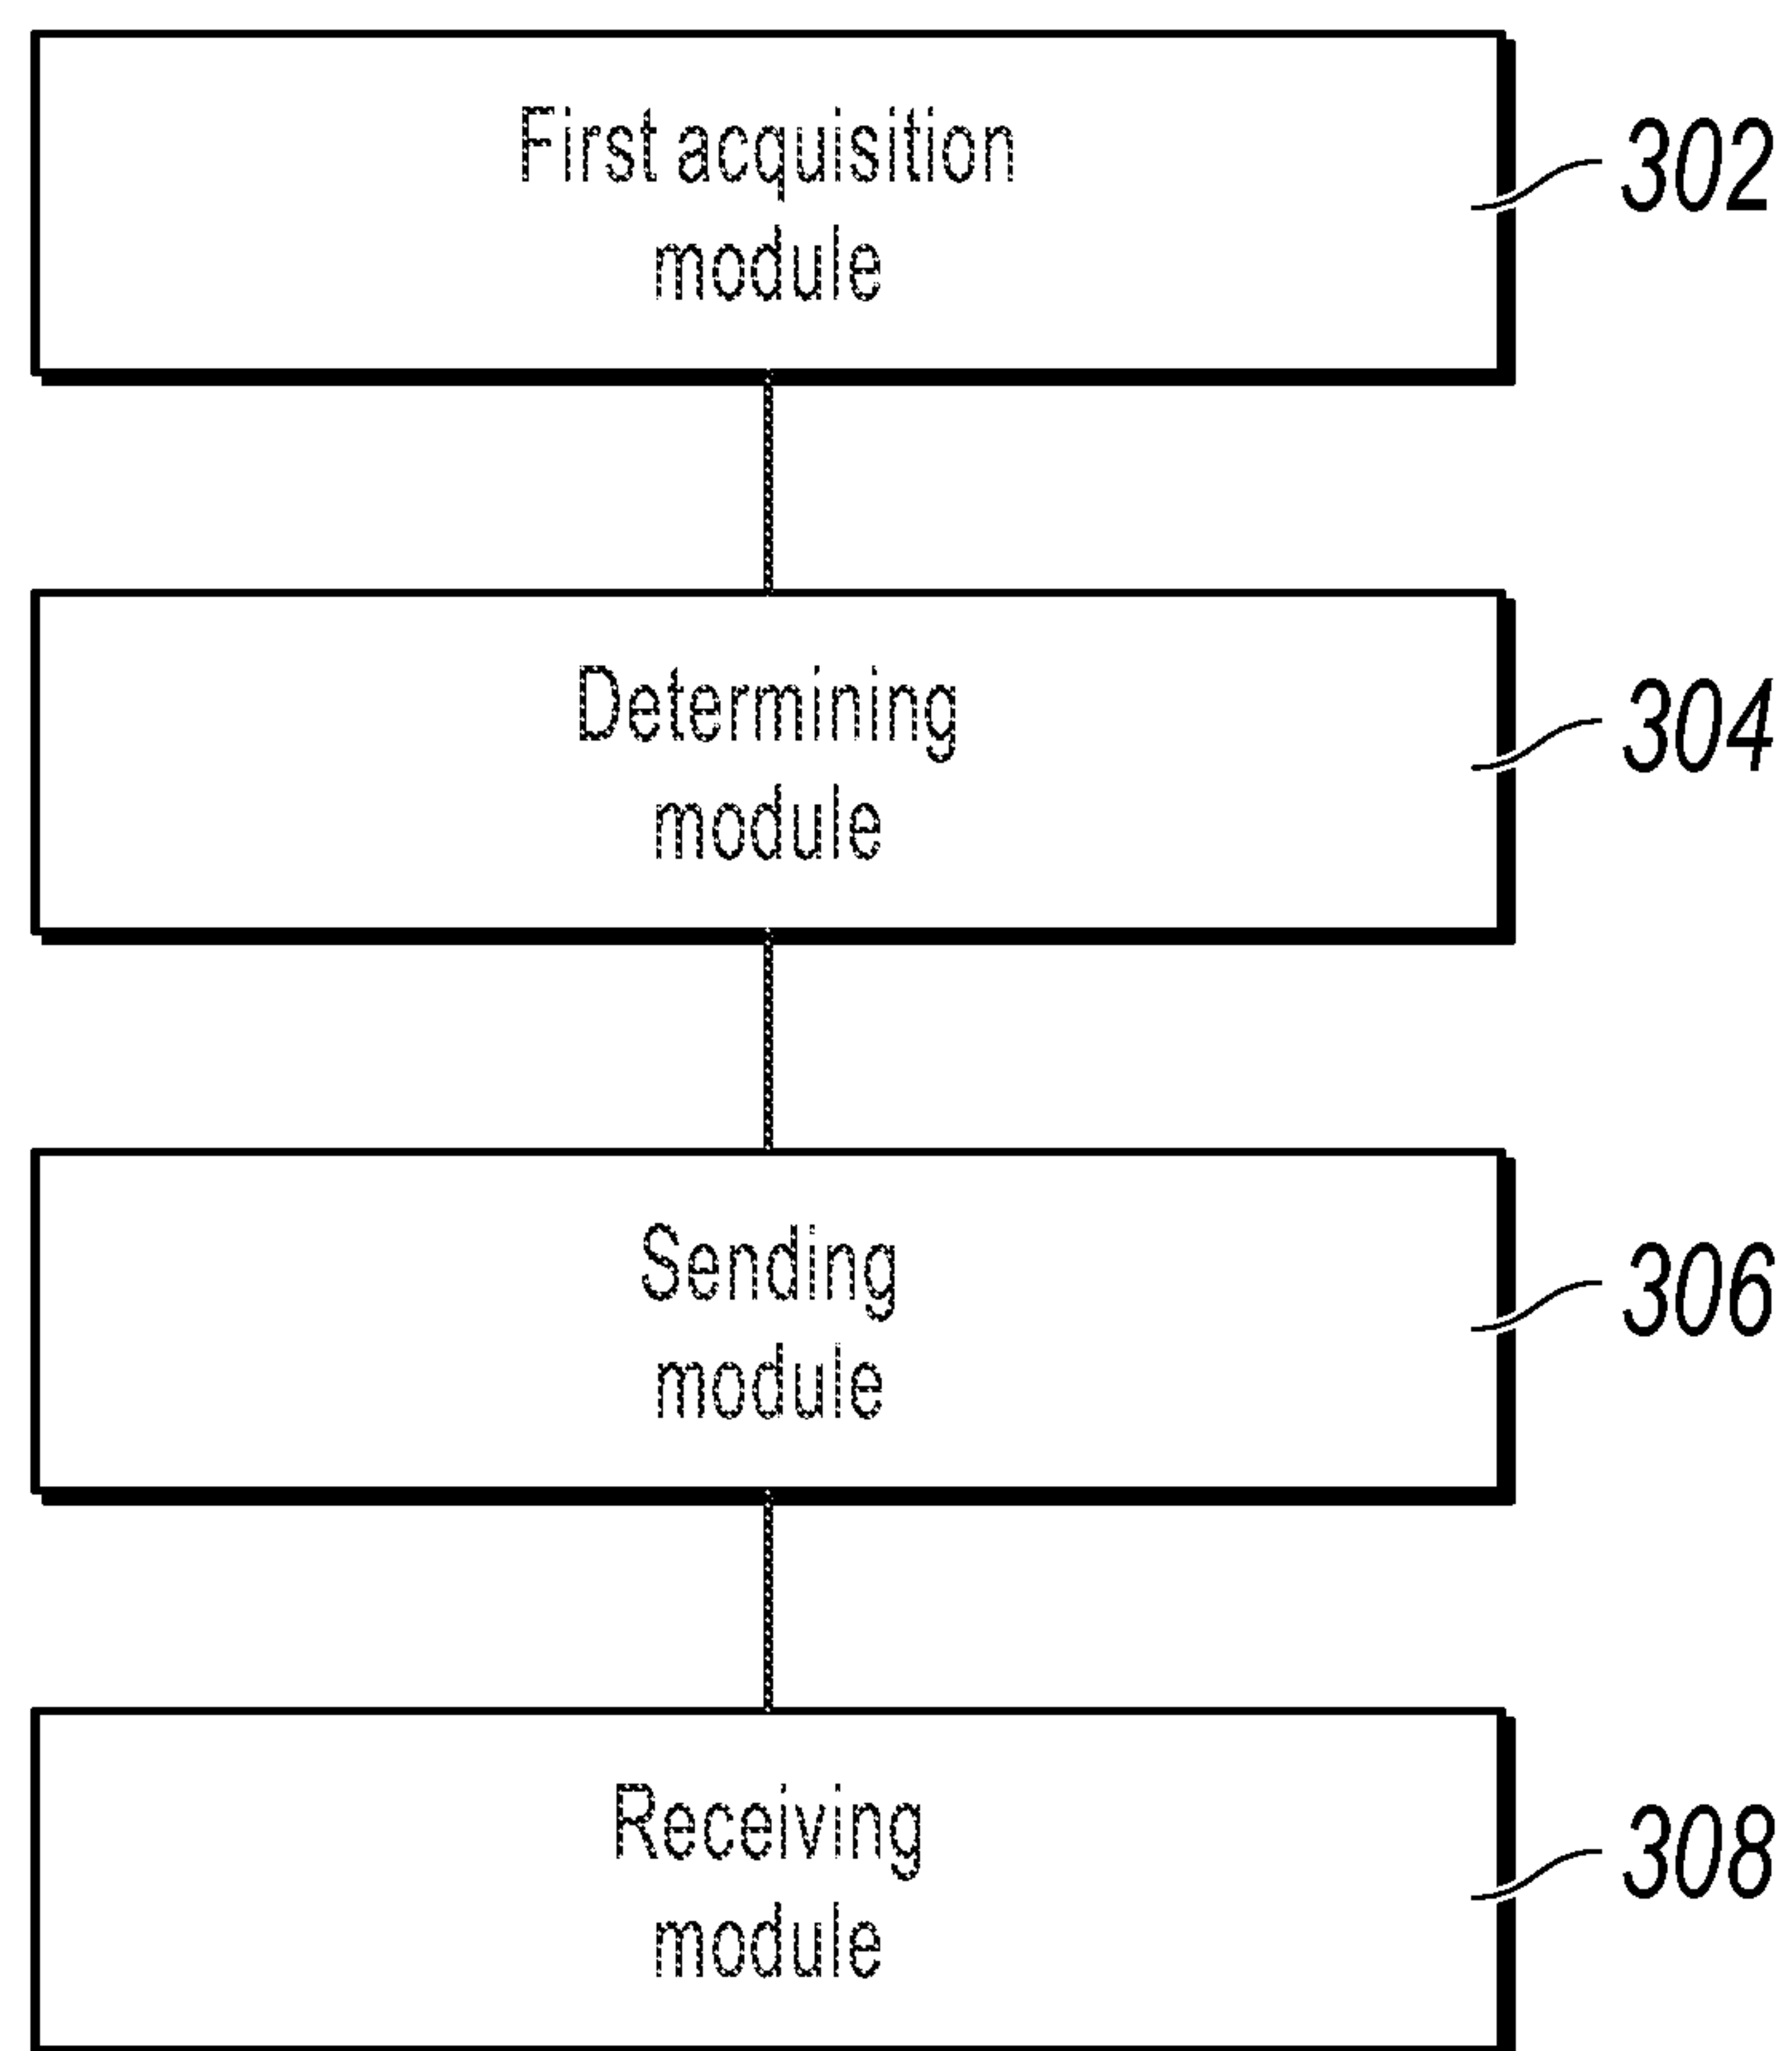 First acquisition
module
302
Determining
module
304
Sending
module
306
Receiving
module
308